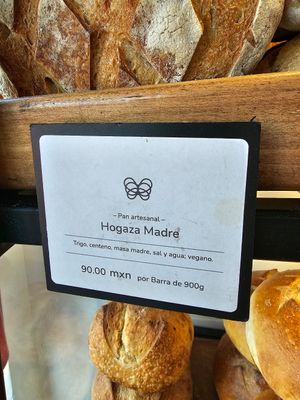 – Pan artesanal –
Hogaza Madre
Trigo, centeno, masa madre, sal y agua; vegano.
90.00 mxn por Barra de 900g